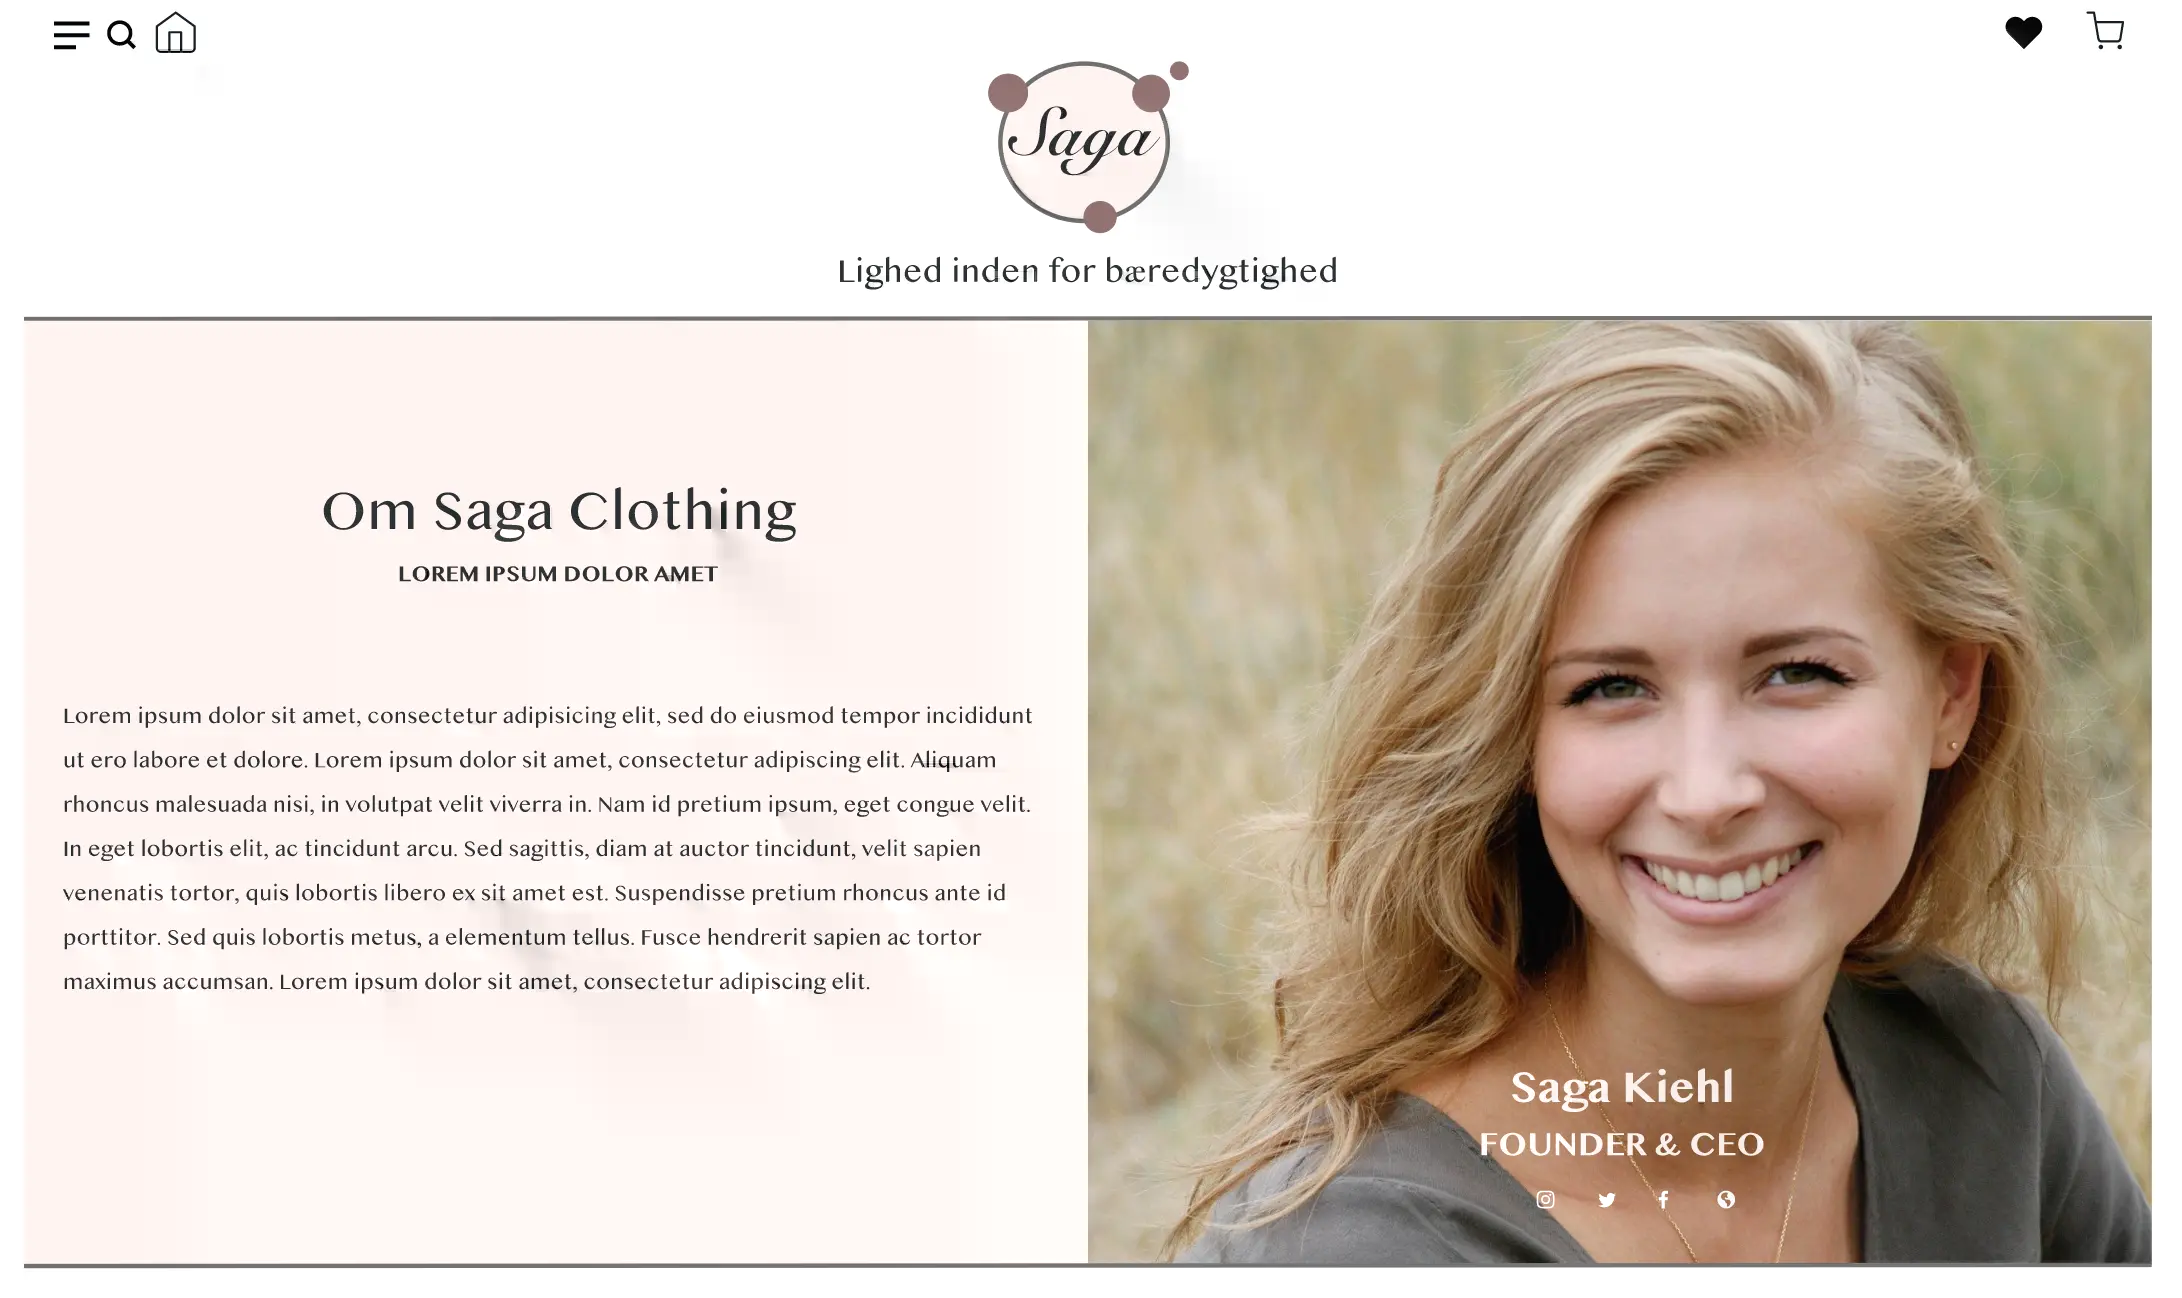 Saga
Lighed inden for bæredygtighed
Om Saga Clothing
LOREM IPSUM DOLOR AMET
Lorem ipsum dolor sit amet, consectetur adipisicing elit, sed do eiusmod tempor incididunt
ut ero labore et dolore. Lorem ipsum dolor sit amet, consectetur adipiscing elit. Aliquam
rhoncus malesuada nisi, in volutpat velit viverra in. Nam id pretium ipsum, eget congue velit.
In eget lobortis elit, ac tincidunt arcu. Sed sagittis, diam at auctor tincidunt, velit sapien
venenatis tortor, quis lobortis libero ex sit amet est. Suspendisse pretium rhoncus ante id
porttitor. Sed quis lobortis metus, a elementum tellus. Fusce hendrerit sapien ac tortor
maximus accumsan. Lorem ipsum dolor sit amet, consectetur adipiscing elit.
Saga Kiehl
FOUNDER & CEO